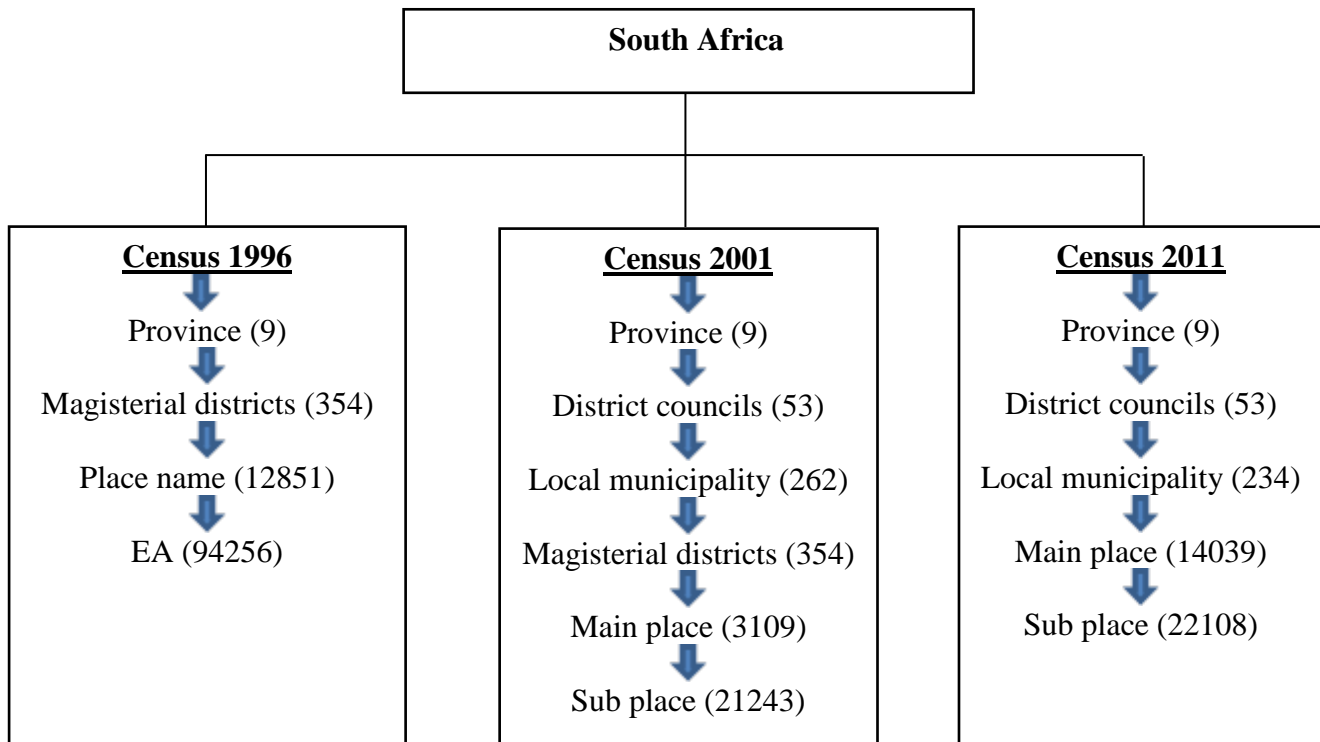 South Africa
Census 1996
Province (9)
Magisterial districts (354)
Place name (12851)
EA (94256)
Census 2001
Province (9)
District councils (53)
Local municipality (262)
Magisterial districts (354)
Main place (3109)
Sub place (21243)
Census 2011
Province (9)
District councils (53)
Local municipality (234)
Main place (14039)
Sub place (22108)